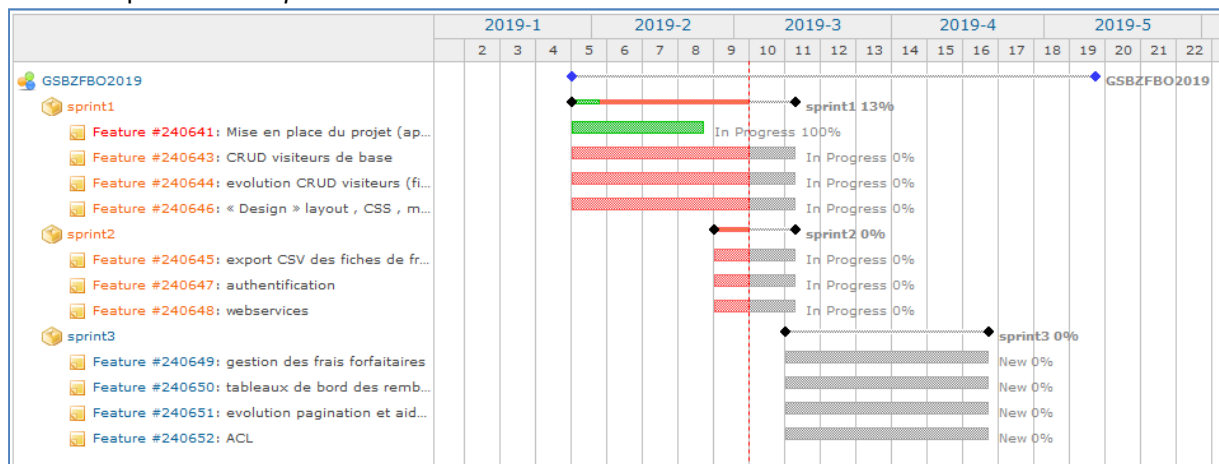 2019-1 2019-2 2019-3 2019-4 2019-5
2 3 4 5 6 7 8 9 10 11 12 13 14 15 16 17 18 19 20 21 22
GSBZFBO2019 GSBZFBO2019
sprint1 sprint1 13%
Feature #240641: Mise en place du projet (ap... In Progress 100%
Feature #240643: CRUD visiteurs de base In Progress 0%
Feature #240644: evolution CRUD visiteurs (fi... In Progress 0%
Feature #240646: « Design » layout , CSS , m... In Progress 0%
sprint2 sprint2 0%
Feature #240645: export CSV des fiches de fr... In Progress 0%
Feature #240647: authentification In Progress 0%
Feature #240648: webservices In Progress 0%
sprint3 sprint3 0%
Feature #240649: gestion des frais forfaitaires New 0%
Feature #240650: tableaux de bord des remb... New 0%
Feature #240651: evolution pagination et aid... New 0%
Feature #240652: ACL New 0%